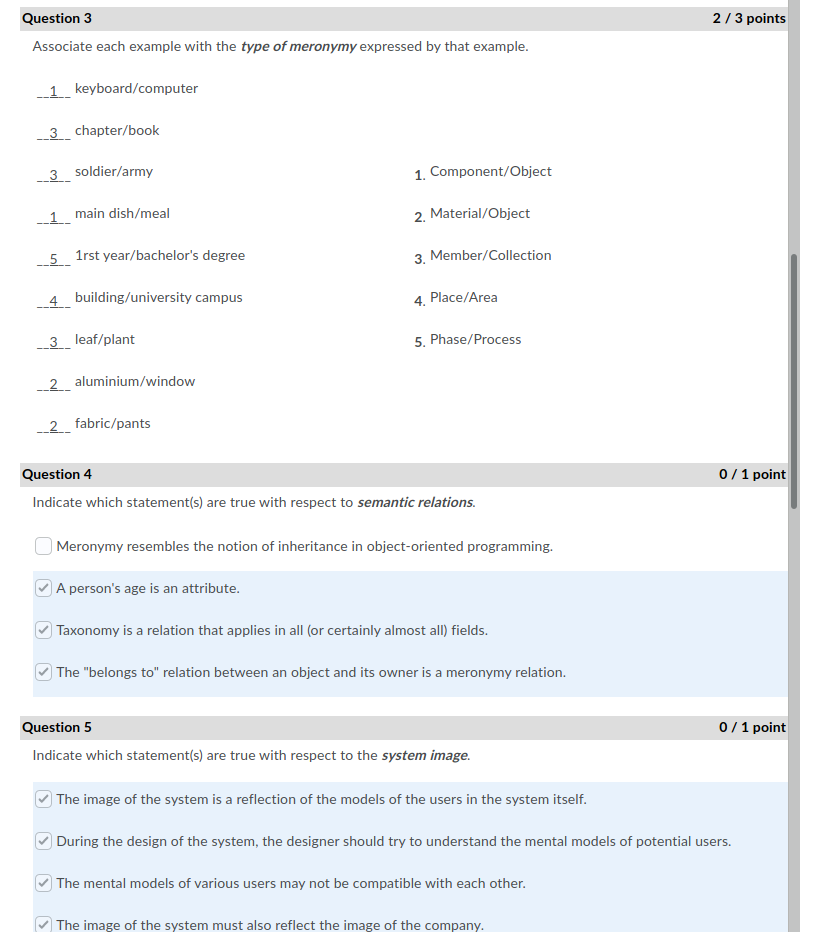 Question 3 2 / 3 points
Associate each example with the type of meronymy expressed by that example.
__1__ keyboard/computer
__3__ chapter/book
__3__ soldier/army
1. Component/Object
__1__ main dish/meal
2. Material/Object
__5__ 1rst year/bachelor's degree
3. Member/Collection
__4__ building/university campus
4. Place/Area
__3__ leaf/plant
5. Phase/Process
__2__ aluminium/window
__2__ fabric/pants
Question 4 0 / 1 point
Indicate which statement(s) are true with respect to semantic relations.
Meronymy resembles the notion of inheritance in object-oriented programming.
A person's age is an attribute.
Taxonomy is a relation that applies in all (or certainly almost all) fields.
The "belongs to" relation between an object and its owner is a meronymy relation.
Question 5 0 / 1 point
Indicate which statement(s) are true with respect to the system image.
The image of the system is a reflection of the models of the users in the system itself.
During the design of the system, the designer should try to understand the mental models of potential users.
The mental models of various users may not be compatible with each other.
The image of the system must also reflect the image of the company.